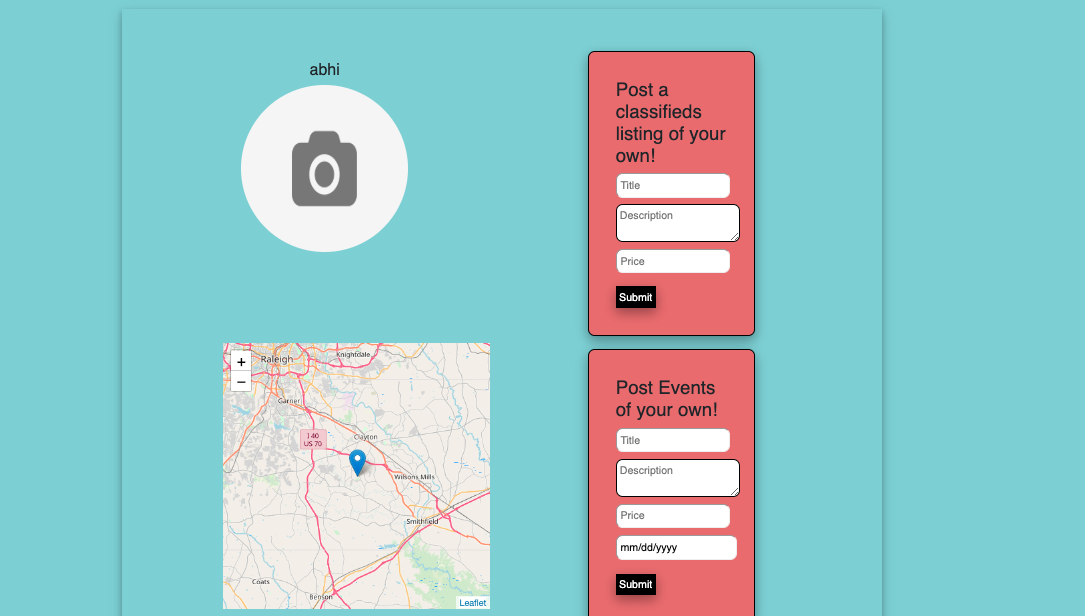 abhi
Post a
classifieds
listing of your
own!
Title
Description
Price
Submit
+
−
Raleigh
Knightdale
Garner
Clayton
I 40
US 70
Wilsons Mills
Smithfield
Coats
Benson
Leaflet
Post Events
of your own!
Title
Description
Price
mm/dd/yyyy
Submit